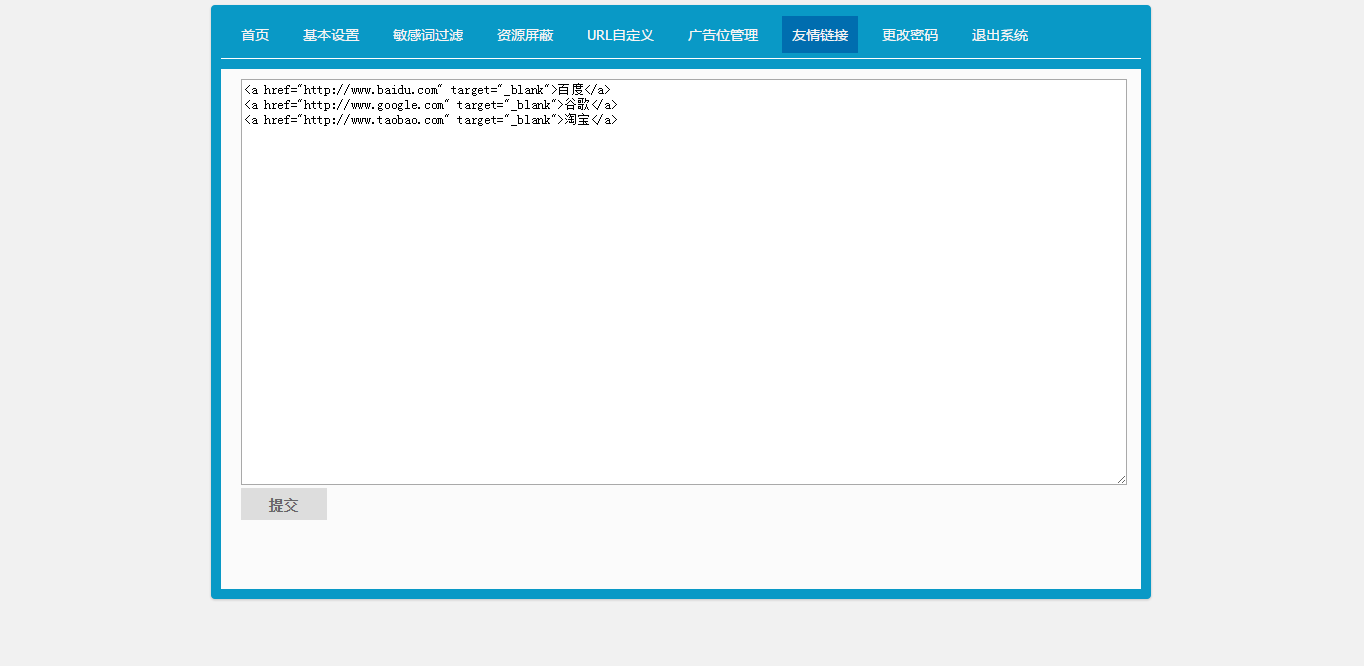 首页 基本设置 敏感词过滤 资源屏蔽 URL自定义 广告位管理 友情链接 更改密码 退出系统
<a href="http://www.baidu.com" target="_blank">百度</a>
<a href="http://www.google.com" target="_blank">谷歌</a>
<a href="http://www.taobao.com" target="_blank">淘宝</a>
提交